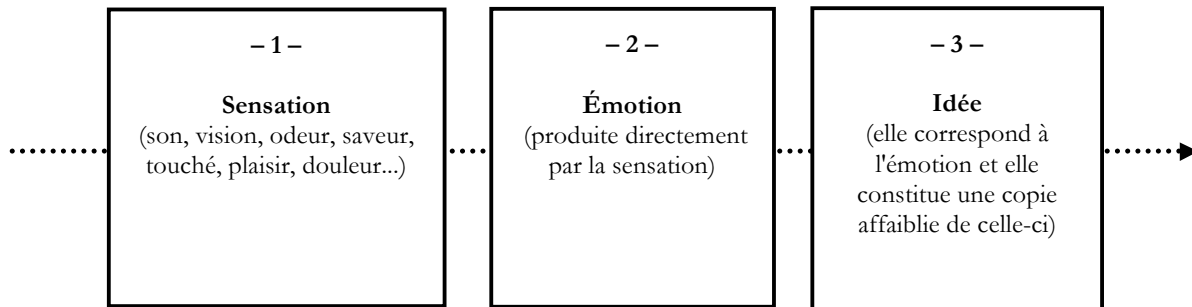 – 1 –
Sensation
(son, vision, odeur, saveur,
touché, plaisir, douleur...)
– 2 –
Émotion
(produite directement
par la sensation)
– 3 –
Idée
(elle correspond à
l'émotion et elle
constitue une copie
affaiblie de celle-ci)